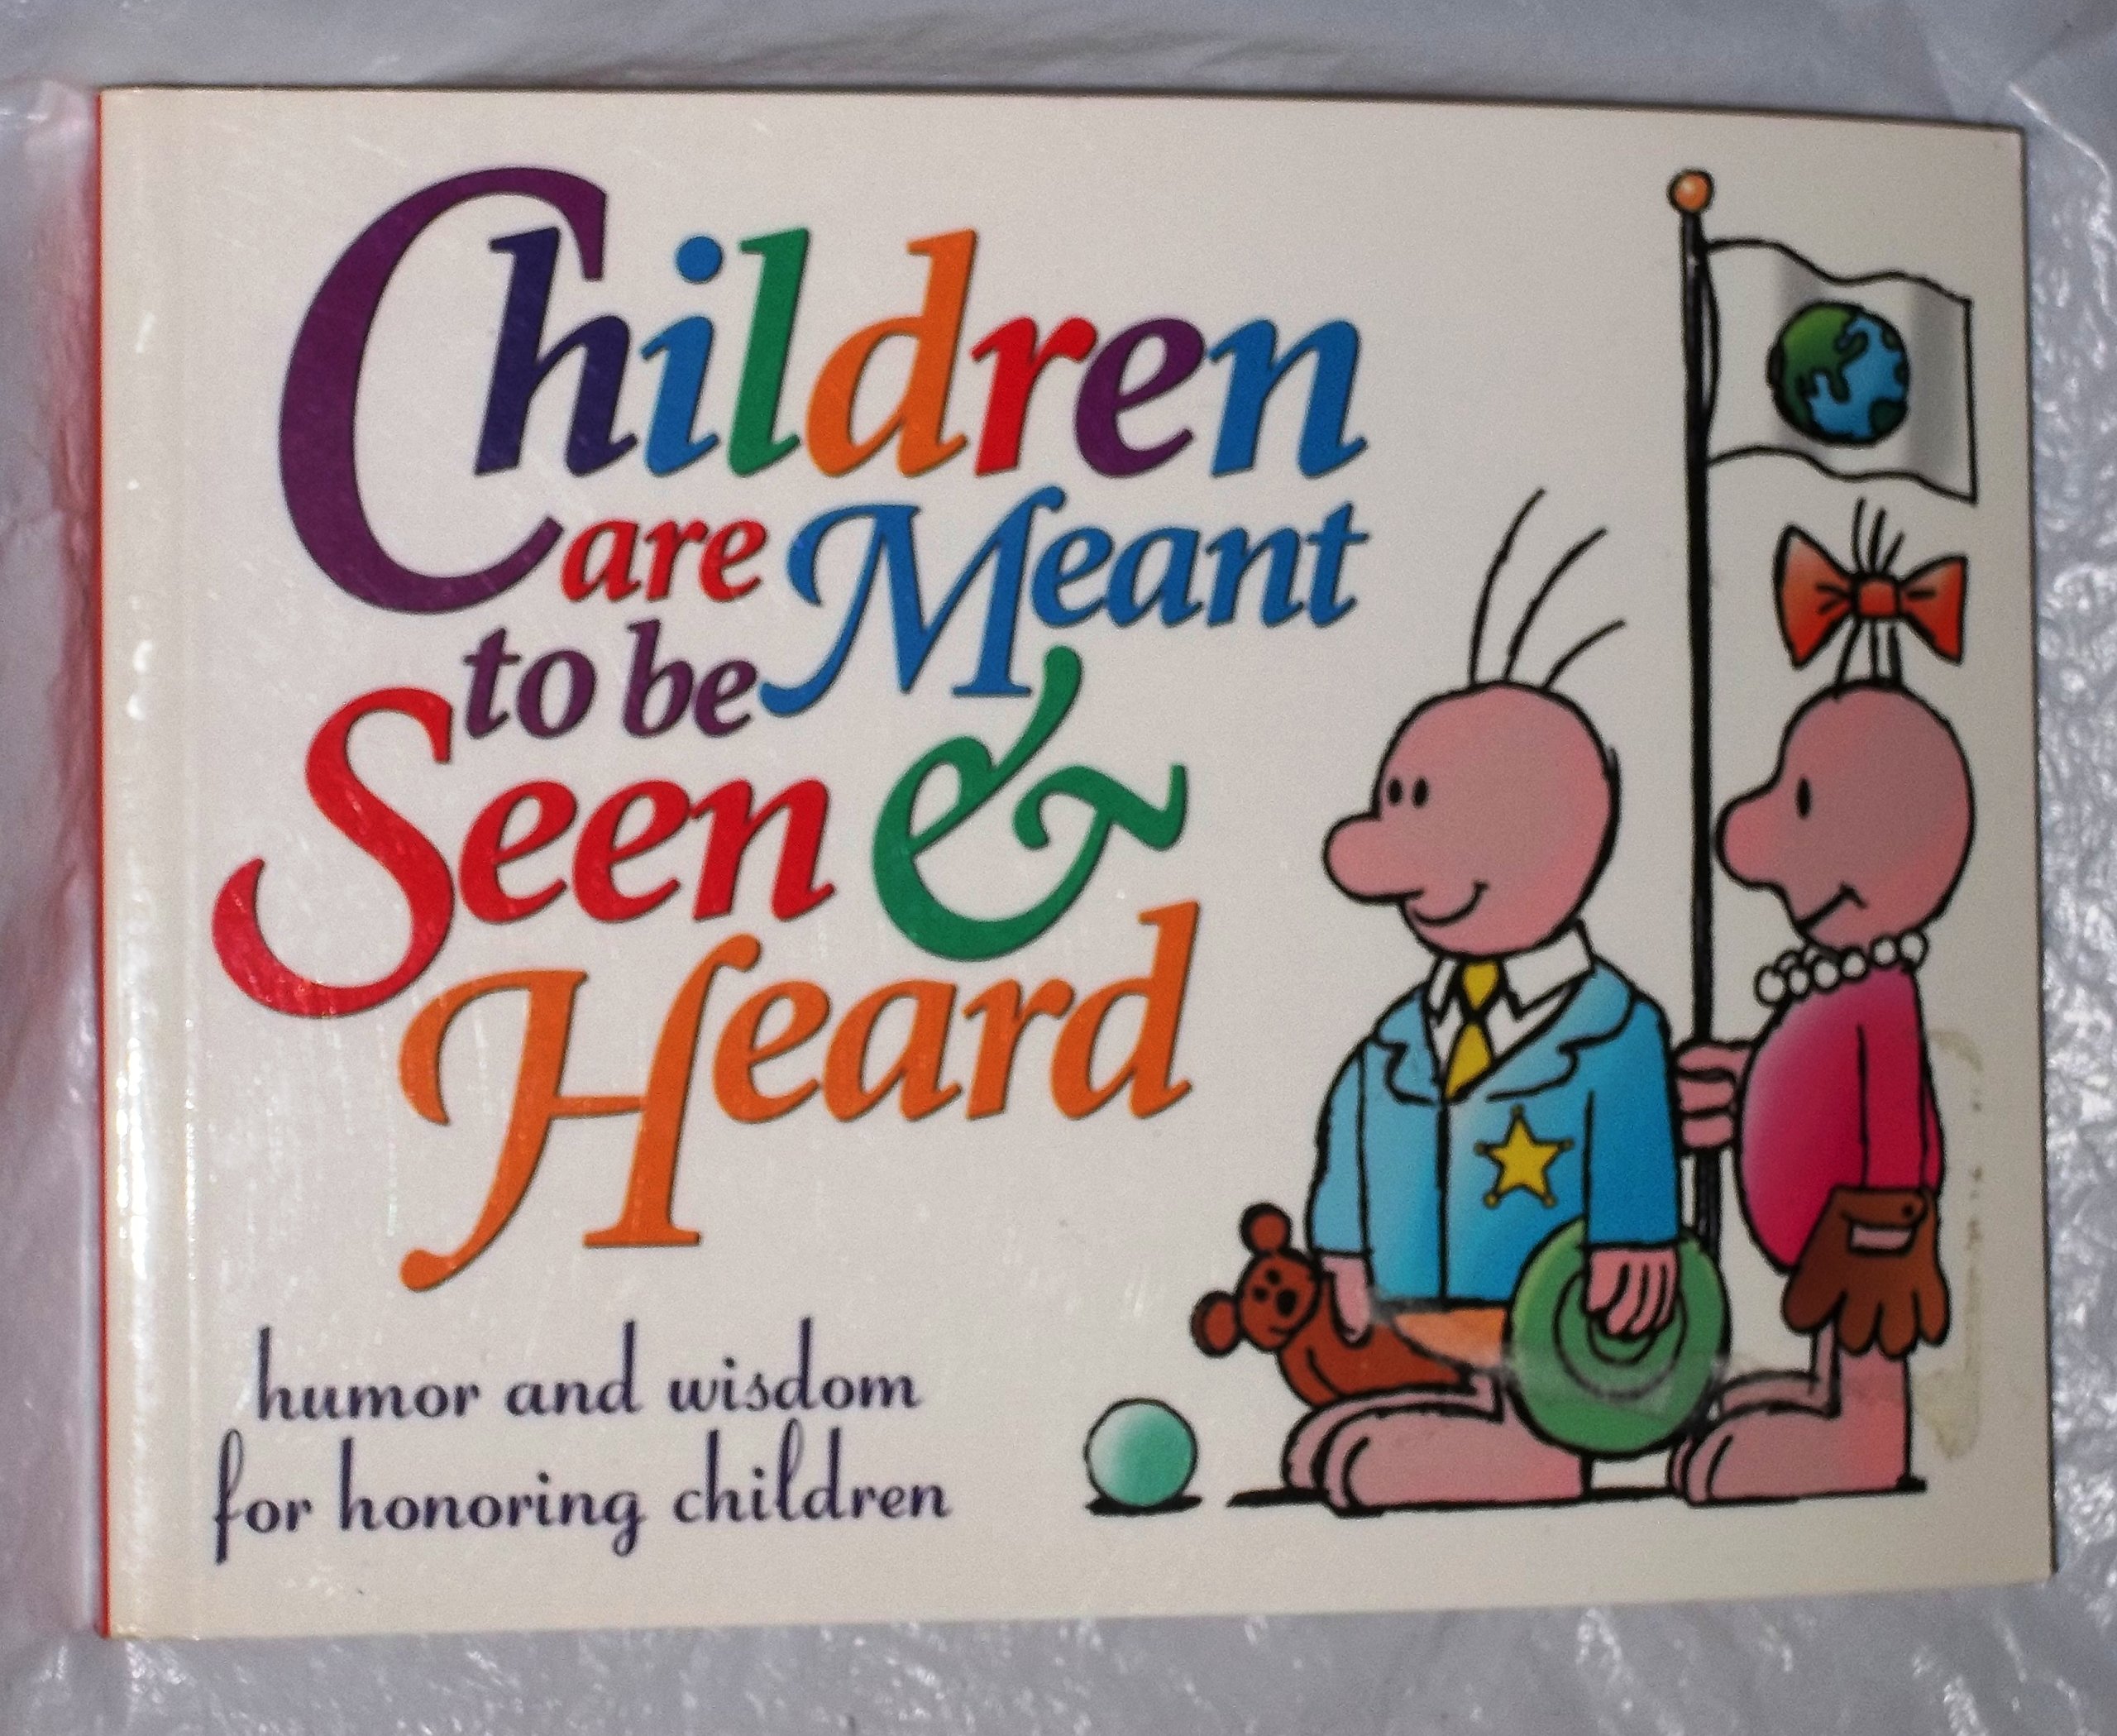 Children
are Meant
to be
Seen &
Heard
humor and wisdom
for honoring children